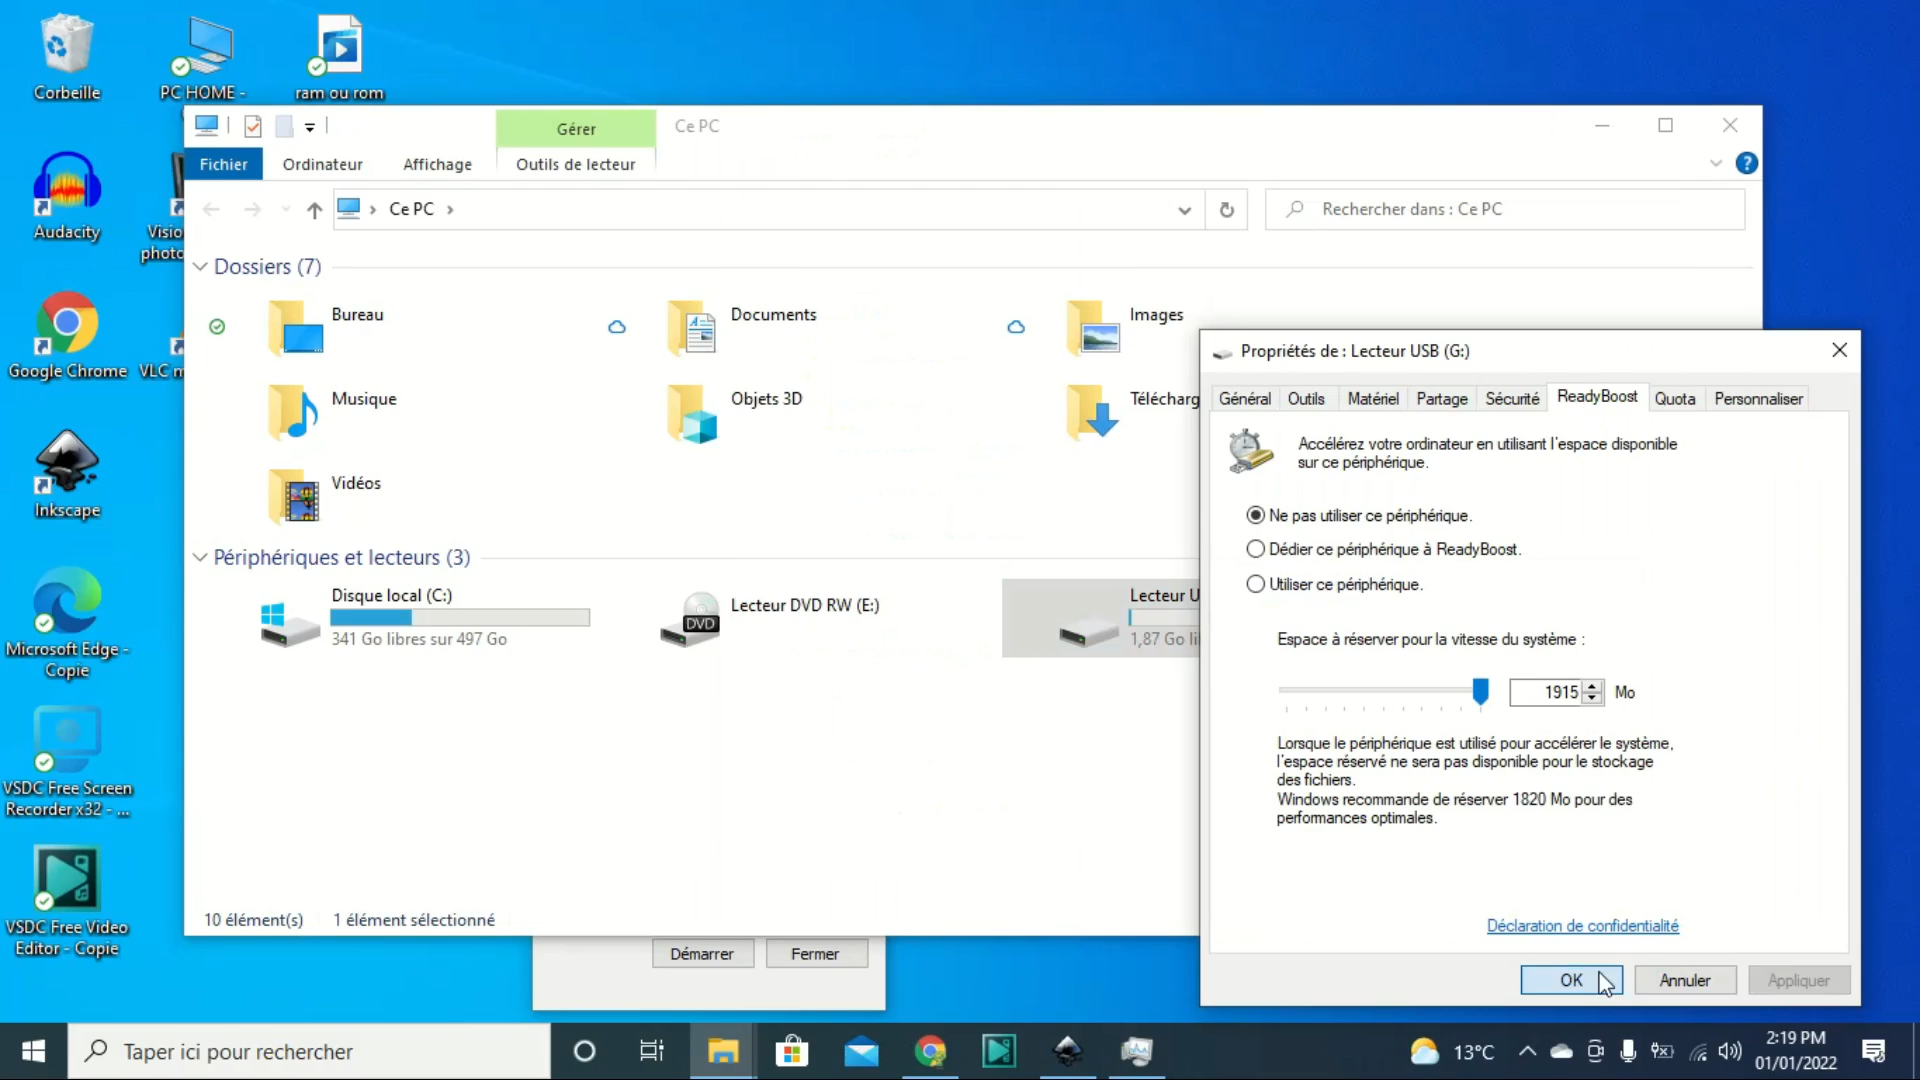 Corbeille
PC HOME -
ram ou rom
Audacity
Visio
photo
Google Chrome
VLC m
Inkscape
Microsoft Edge -
Copie
VSDC Free Screen
Recorder x32 - ...
VSDC Free Video
Editor - Copie
Gérer
Ce PC
Fichier
Ordinateur
Affichage
Outils de lecteur
?
Ce PC
Rechercher dans : Ce PC
Dossiers (7)
Bureau
Documents
Images
Musique
Objets 3D
Télécharg
Vidéos
Périphériques et lecteurs (3)
Disque local (C:)
341 Go libres sur 497 Go
DVD
Lecteur DVD RW (E:)
Lecteur U
1,87 Go li
10 élément(s)
1 élément sélectionné
Démarrer
Fermer
Propriétés de : Lecteur USB (G:)
Général
Outils
Matériel
Partage
Sécurité
ReadyBoost
Quota
Personnaliser
Accélérez votre ordinateur en utilisant l'espace disponible
sur ce périphérique.
Ne pas utiliser ce périphérique.
Dédier ce périphérique à ReadyBoost.
Utiliser ce périphérique.
Espace à réserver pour la vitesse du système :
1915
Mo
Lorsque le périphérique est utilisé pour accélérer le système,
l'espace réservé ne sera pas disponible pour le stockage
des fichiers.
Windows recommande de réserver 1820 Mo pour des
performances optimales.
Déclaration de confidentialité
OK
Annuler
Appliquer
Taper ici pour rechercher
13°C
2:19 PM
01/01/2022